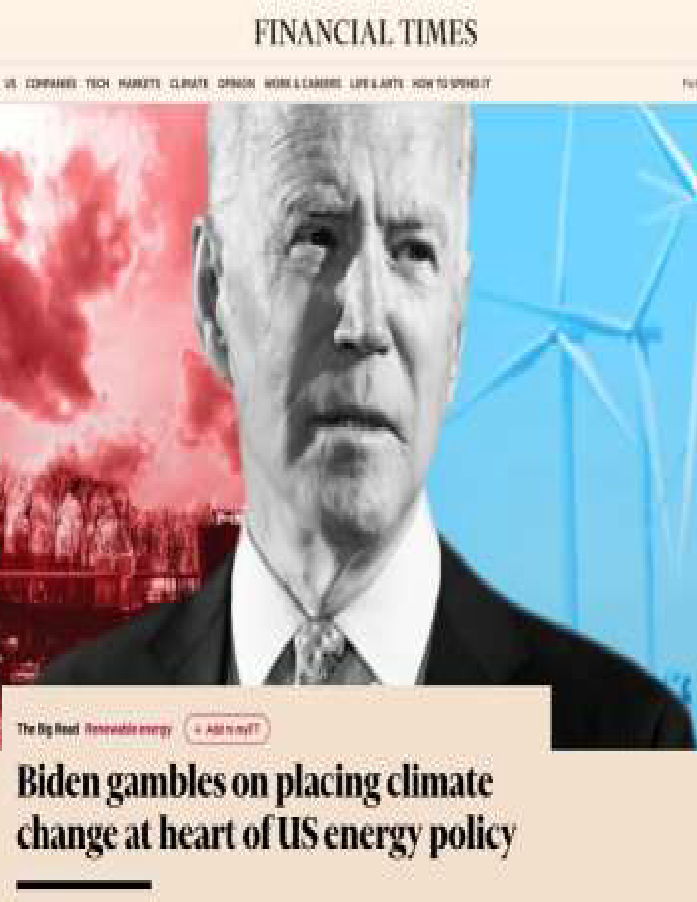 FINANCIAL TIMES
US COMPANIES TECH MARKETS CLIMATE OPINION WORK & CAREERS LIFE & ARTS HOW TO SPEND IT
The Big Read Renewable energy + Add to myFT
Biden gambles on placing climate
change at heart of US energy policy